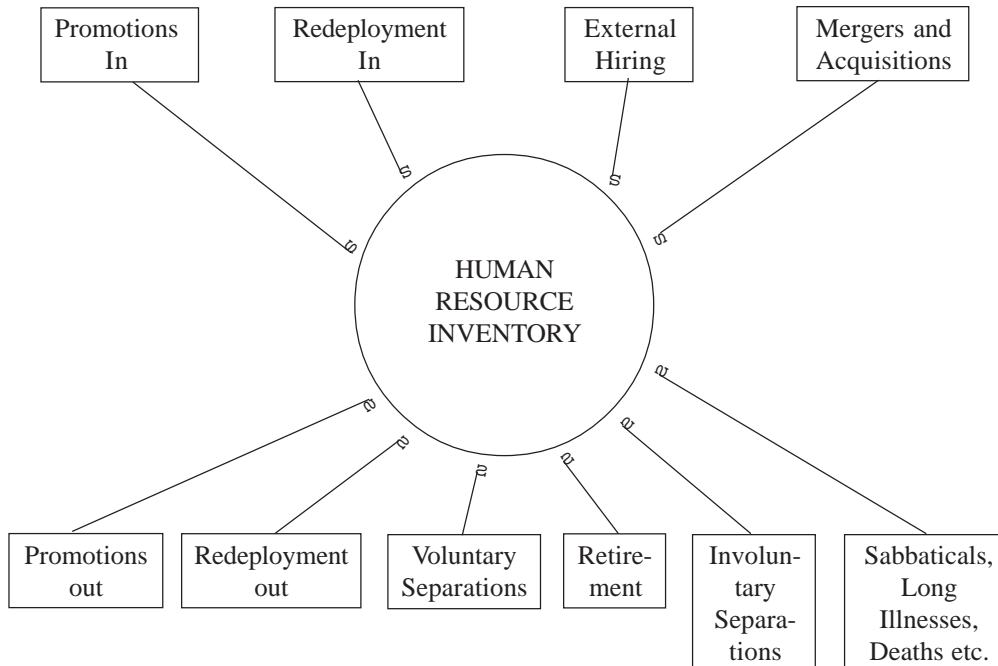 Promotions
In
Redeployment
In
External
Hiring
Mergers and
Acquisitions
s
s
s
s
HUMAN
RESOURCE
INVENTORY
s
s
s
s
s
s
Promotions
out
Redeployment
out
Voluntary
Separations
Retire-
ment
Involun-
tary
Separa-
tions
Sabbaticals,
Long
Illnesses,
Deaths etc.